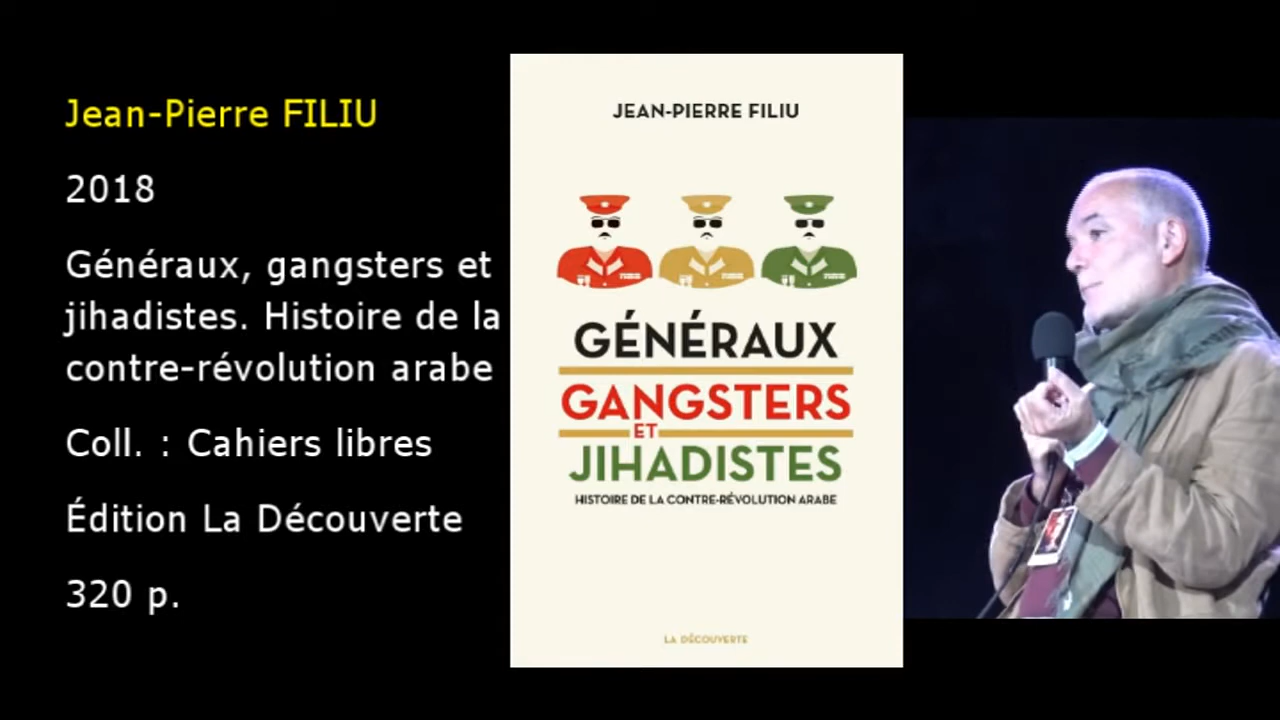 Jean-Pierre FILIU
2018
Généraux, gangsters et
jihadistes. Histoire de la
contre-révolution arabe
Coll. : Cahiers libres
Édition La Découverte
320 p.
JEAN-PIERRE FILIU
GÉNÉRAUX
GANGSTERS
ET
JIHADISTES
HISTOIRE DE LA CONTRE-RÉVOLUTION ARABE
LA DÉCOUVERTE